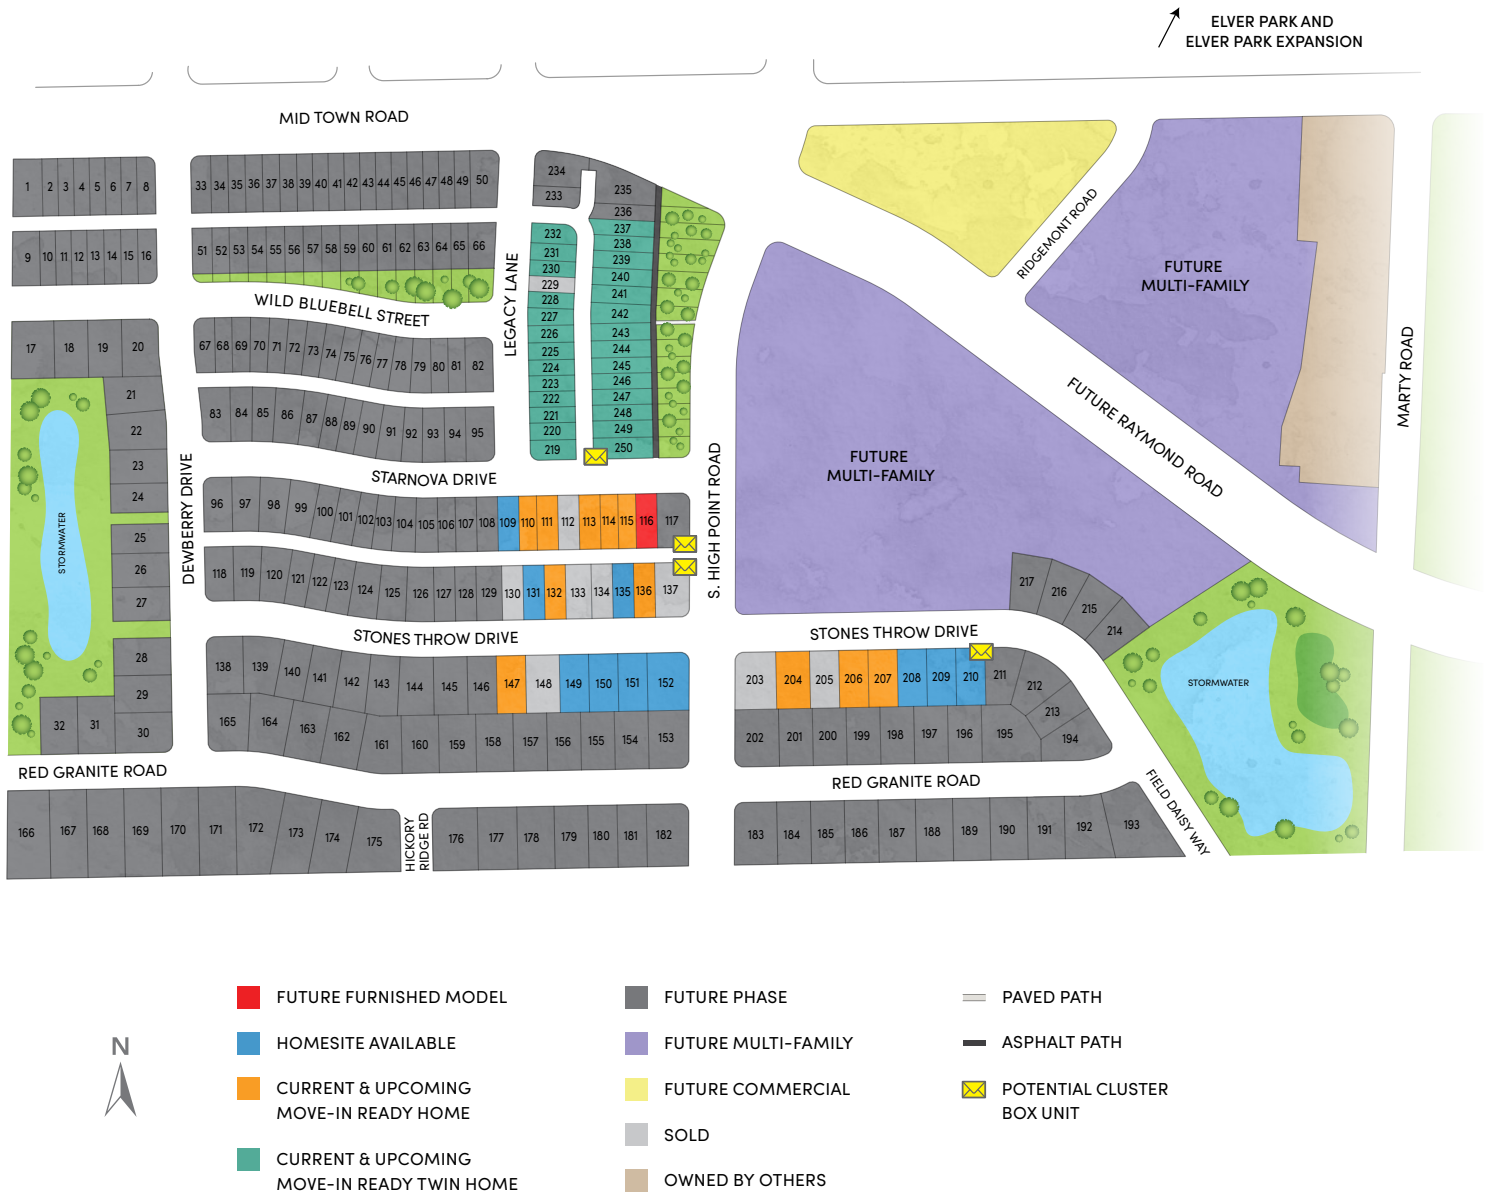 ELVER PARK AND
ELVER PARK EXPANSION
MID TOWN ROAD
1 2 3 4 5 6 7 8
33 34 35 36 37 38 39 40 41 42 43 44 45 46 47 48 49 50
234
233
235
236
9 10 11 12 13 14 15 16
51 52 53 54 55 56 57 58 59 60 61 62 63 64 65 66
WILD BLUEBELL STREET
LEGACY LANE
232
231
230
229
228
227
226
225
224
223
222
221
220
219
237
238
239
240
241
242
243
244
245
246
247
248
249
250
RIDGEMONT ROAD
FUTURE
MULTI-FAMILY
MARTY ROAD
FUTURE RAYMOND ROAD
FUTURE
MULTI-FAMILY
17 18 19 20
21
22
23
24
25
26
27
28
29
30
31
32
STORMWATER
DEWBERRY DRIVE
67 68 69 70 71 72 73 74 75 76 77 78 79 80 81 82
83 84 85 86 87 88 89 90 91 92 93 94 95
STARNOVA DRIVE
S. HIGH POINT ROAD
96 97 98 99 100 101 102 103 104 105 106 107 108 109 110 111 112 113 114 115 116 117
118 119 120 121 122 123 124 125 126 127 128 129 130 131 132 133 134 135 136 137
STONES THROW DRIVE
138 139 140 141 142 143 144 145 146 147 148 149 150 151 152
165 164 163 162 161 160 159 158 157 156 155 154 153
RED GRANITE ROAD
166 167 168 169 170 171 172 173 174 175
HICKORY
RIDGE RD
176 177 178 179 180 181 182
217
216
215
214
STONES THROW DRIVE
203 204 205 206 207 208 209 210 211 212
213
202 201 200 199 198 197 196 195 194
RED GRANITE ROAD
183 184 185 186 187 188 189 190 191 192 193
FIELD DAISY WAY
STORMWATER
N
FUTURE FURNISHED MODEL
HOMESITE AVAILABLE
CURRENT & UPCOMING
MOVE-IN READY HOME
CURRENT & UPCOMING
MOVE-IN READY TWIN HOME
FUTURE PHASE
FUTURE MULTI-FAMILY
FUTURE COMMERCIAL
SOLD
OWNED BY OTHERS
PAVED PATH
ASPHALT PATH
POTENTIAL CLUSTER
BOX UNIT